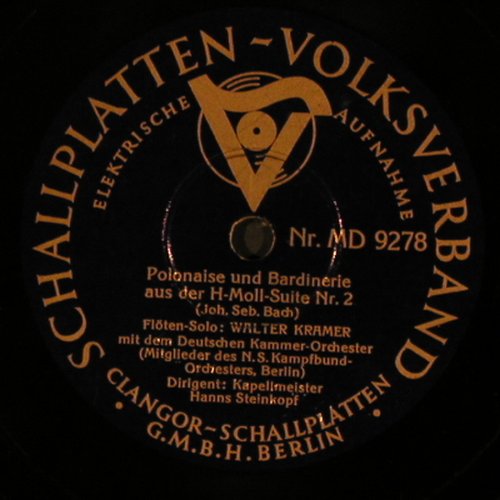 SCHALLPLATTEN-VOLKSVERBAND
ELEKTRISCHE AUFNAHME
Nr. MD 9278
Polonaise und Bardinerie
aus der H-Moll-Suite Nr. 2
(Joh. Seb. Bach)
Flöten-Solo: WALTER KRAMER
mit dem Deutschen Kammer-Orchester
(Mitglieder des N. S. Kampfbund-
Orchesters, Berlin)
Dirigent: Kapellmeister
Hanns Steinkopf
CLANGOR-SCHALLPLATTEN
G.M.B.H. BERLIN